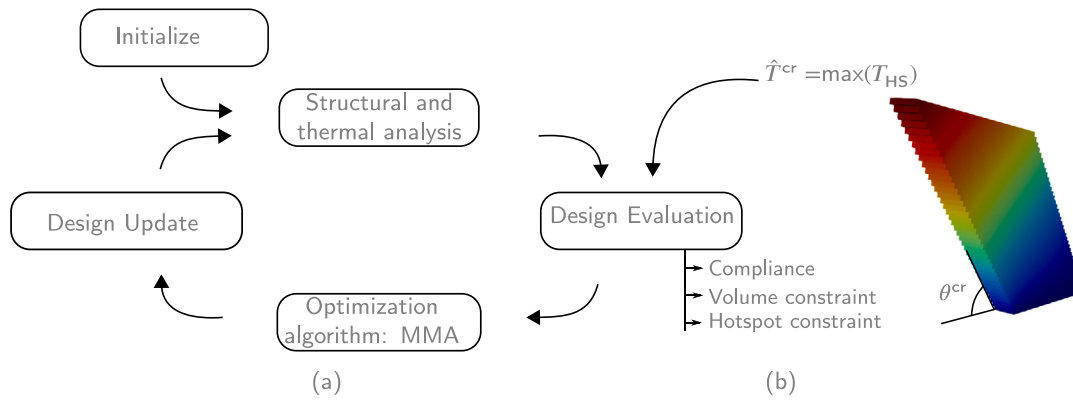 Initialize
Structural and
thermal analysis
Design Update
Optimization
algorithm: MMA
(a)
T̂ᶜʳ =max(T_HS)
Design Evaluation
Compliance
Volume constraint
Hotspot constraint
θᶜʳ
(b)